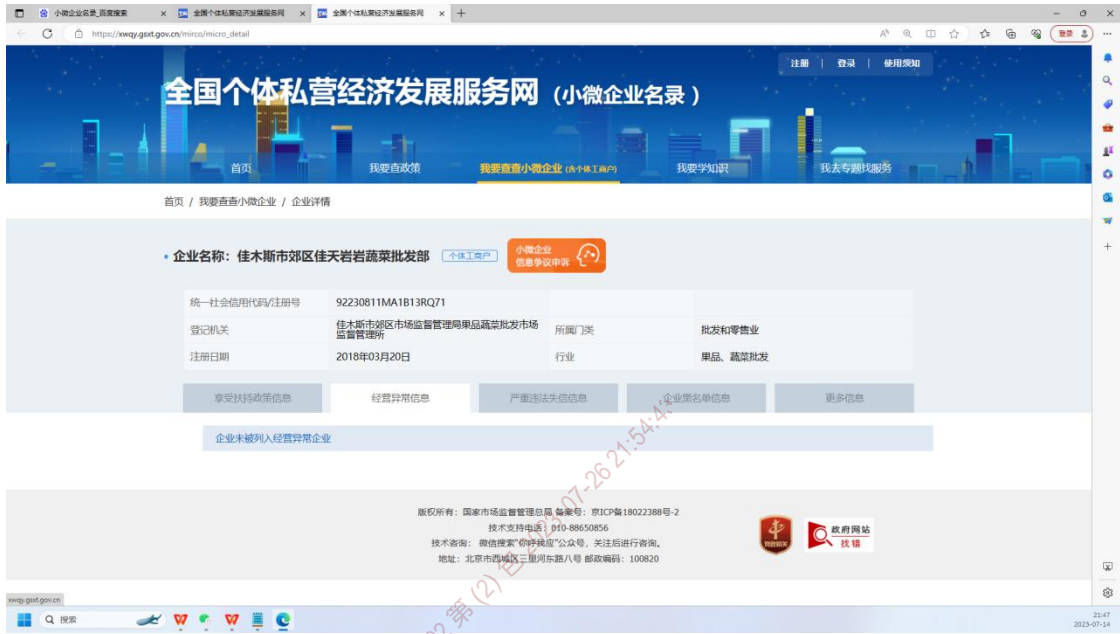 小微企业名录_百度搜索
全国个体私营经济发展服务网
全国个体私营经济发展服务网
https://xwqy.gsxt.gov.cn/mirco/micro_detail
登录
注册 | 登录 | 使用须知
全国个体私营经济发展服务网 (小微企业名录)
首页 我要查政策 我要查查小微企业 (含个体工商户) 我要学知识 我去专题找服务
首页 / 我要查查小微企业 / 企业详情
企业名称: 佳木斯市郊区佳天岩岩蔬菜批发部 个体工商户
小微企业
信息争议申诉
统一社会信用代码/注册号 92230811MA1B13RQ71
登记机关 佳木斯市郊区市场监督管理局果品蔬菜批发市场
监督管理所 所属门类 批发和零售业
注册日期 2018年03月20日 行业 果品、蔬菜批发
享受扶持政策信息 经营异常信息 严重违法失信信息 企业黑名单信息 更多信息
企业未被列入经营异常企业
版权所有: 国家市场监督管理总局 备案号: 京ICP备18022388号-2
技术支持电话: 010-88650856
技术咨询: 微信搜索"你呼我应"公众号, 关注后进行咨询。
地址: 北京市西城区三里河东路八号 邮政编码: 100820
党政机关
政府网站
找错
xwqy.gsxt.gov.cn
搜索
21:47
2023-07-14
第(2)包 2023-07-26 21:54:4